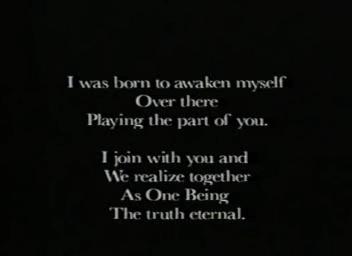 I was born to awaken myself
Over there
Playing the part of you.
I join with you and
We realize together
As One Being
The truth eternal.